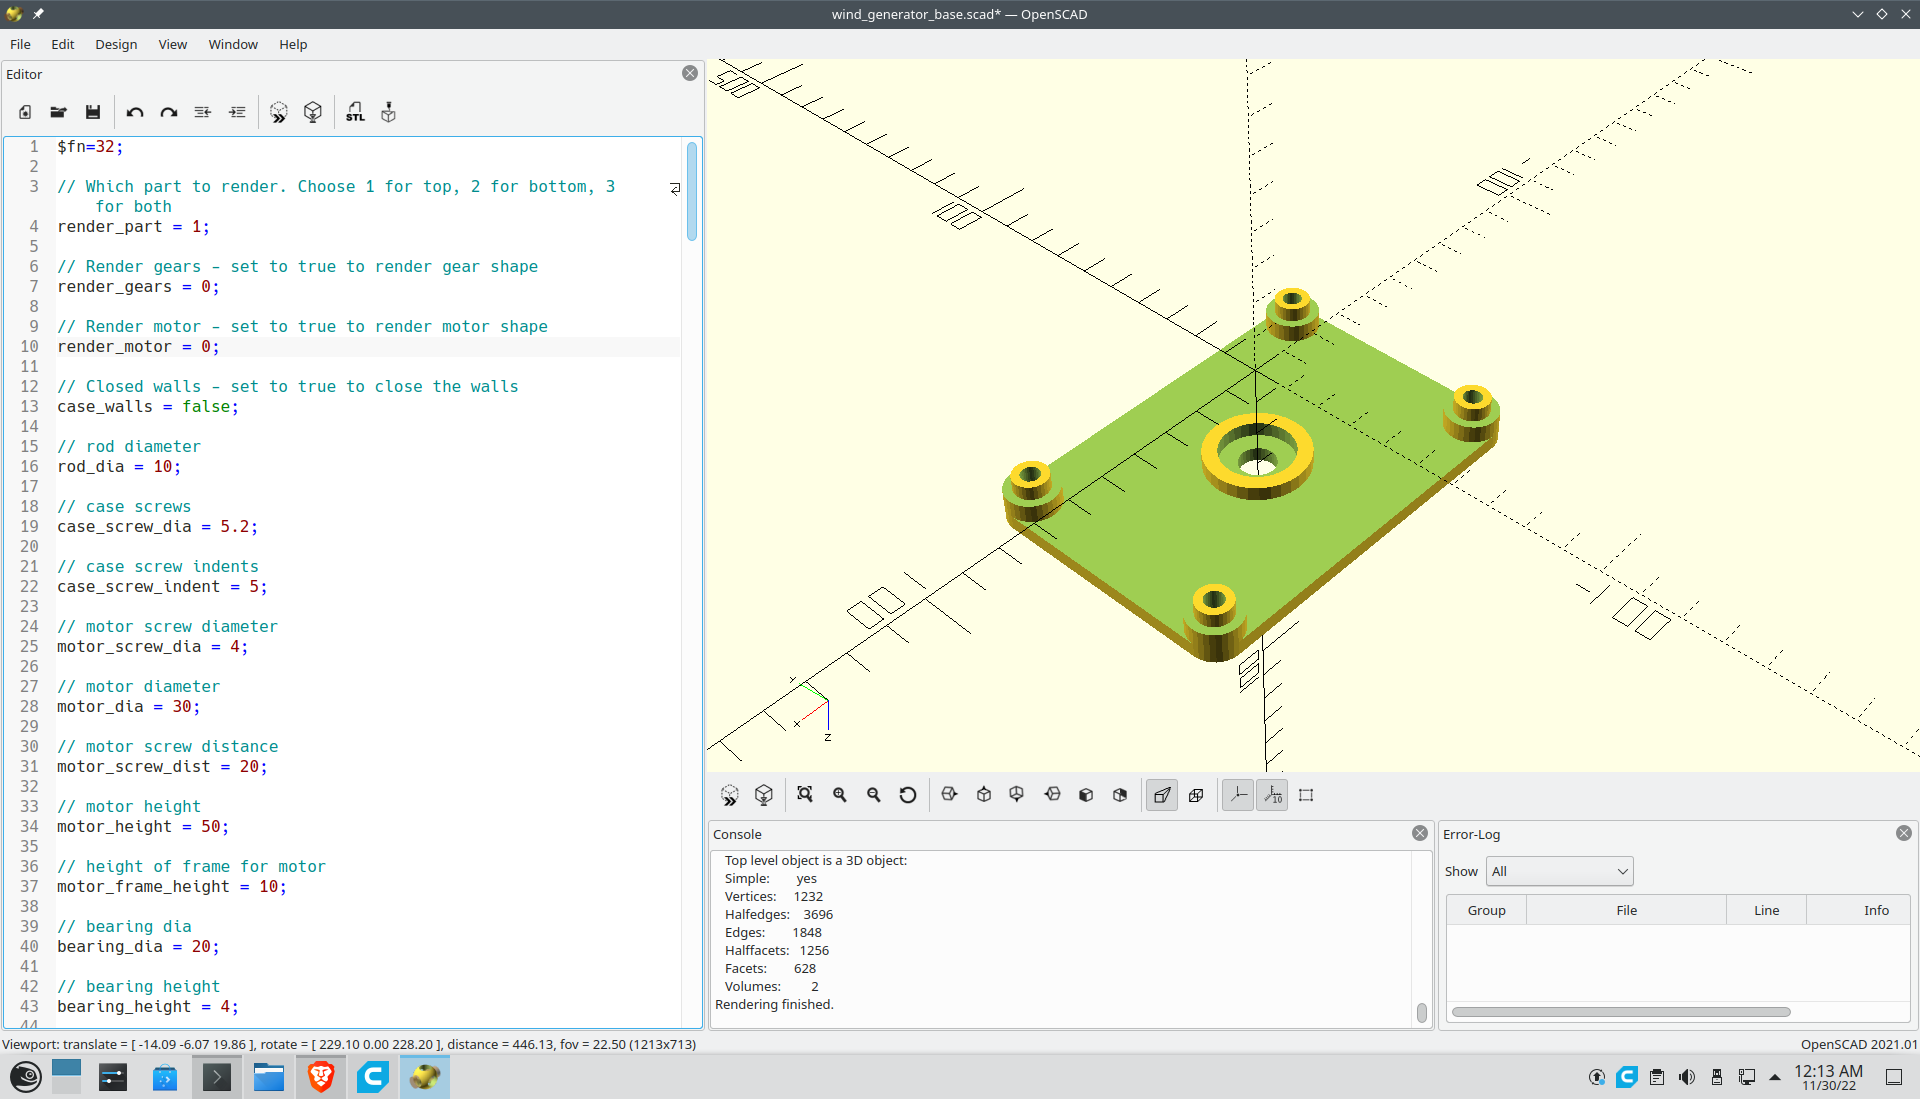 wind_generator_base.scad* — OpenSCAD
File Edit Design View Window Help
Editor
STL
1 $fn=32;
2
3 // Which part to render. Choose 1 for top, 2 for bottom, 3
for both
4 render_part = 1;
5
6 // Render gears - set to true to render gear shape
7 render_gears = 0;
8
9 // Render motor - set to true to render motor shape
10 render_motor = 0;
11
12 // Closed walls - set to true to close the walls
13 case_walls = false;
14
15 // rod diameter
16 rod_dia = 10;
17
18 // case screws
19 case_screw_dia = 5.2;
20
21 // case screw indents
22 case_screw_indent = 5;
23
24 // motor screw diameter
25 motor_screw_dia = 4;
26
27 // motor diameter
28 motor_dia = 30;
29
30 // motor screw distance
31 motor_screw_dist = 20;
32
33 // motor height
34 motor_height = 50;
35
36 // height of frame for motor
37 motor_frame_height = 10;
38
39 // bearing dia
40 bearing_dia = 20;
41
42 // bearing height
43 bearing_height = 4;
44
Y
X
Z
10
Console
Top level object is a 3D object:
Simple: yes
Vertices: 1232
Halfedges: 3696
Edges: 1848
Halffacets: 1256
Facets: 628
Volumes: 2
Rendering finished.
Error-Log
Show All
Group File Line Info
Viewport: translate = [ -14.09 -6.07 19.86 ], rotate = [ 229.10 0.00 228.20 ], distance = 446.13, fov = 22.50 (1213x713)
OpenSCAD 2021.01
12:13 AM
11/30/22